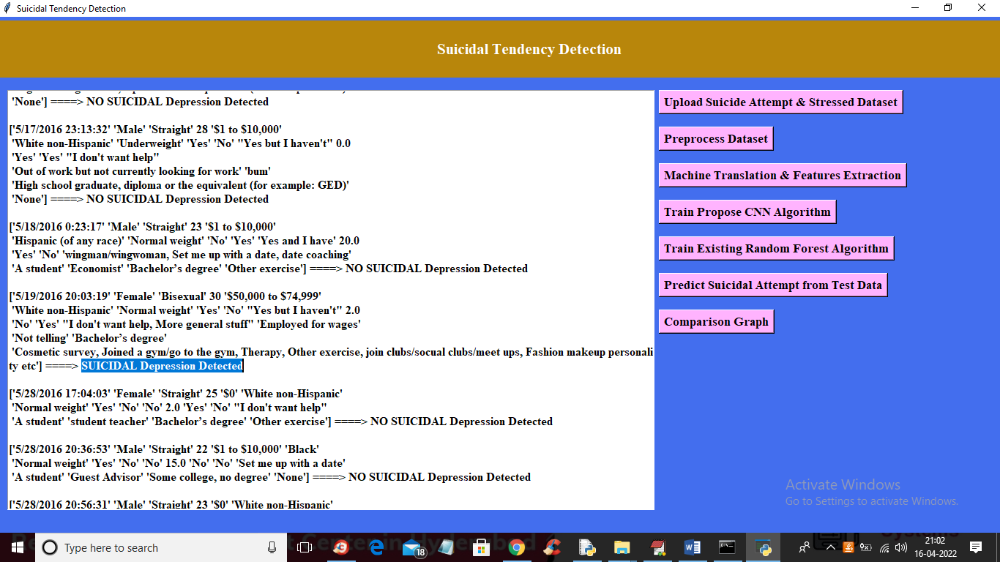 Suicidal Tendency Detection
Suicidal Tendency Detection
'None'] ====> NO SUICIDAL Depression Detected
['5/17/2016 23:13:32' 'Male' 'Straight' 28 '$1 to $10,000'
'White non-Hispanic' 'Underweight' 'Yes' 'No' "Yes but I haven't" 0.0
'Yes' 'Yes' "I don't want help"
'Out of work but not currently looking for work' 'bum'
'High school graduate, diploma or the equivalent (for example: GED)'
'None'] ====> NO SUICIDAL Depression Detected
['5/18/2016 0:23:17' 'Male' 'Straight' 23 '$1 to $10,000'
'Hispanic (of any race)' 'Normal weight' 'No' 'Yes' 'Yes and I have' 20.0
'Yes' 'No' 'wingman/wingwoman, Set me up with a date, date coaching'
'A student' 'Economist' 'Bachelor’s degree' 'Other exercise'] ====> NO SUICIDAL Depression Detected
['5/19/2016 20:03:19' 'Female' 'Bisexual' 30 '$50,000 to $74,999'
'White non-Hispanic' 'Normal weight' 'Yes' 'No' "Yes but I haven't" 2.0
'No' 'Yes' "I don't want help, More general stuff" 'Employed for wages'
'Not telling' 'Bachelor’s degree'
'Cosmetic survey, Joined a gym/go to the gym, Therapy, Other exercise, join clubs/socual clubs/meet ups, Fashion makeup personali
ty etc'] ====> SUICIDAL Depression Detected
['5/28/2016 17:04:03' 'Female' 'Straight' 25 '$0' 'White non-Hispanic'
'Normal weight' 'Yes' 'No' 'No' 2.0 'Yes' 'No' "I don't want help"
'A student' 'student teacher' 'Bachelor’s degree' 'Other exercise'] ====> NO SUICIDAL Depression Detected
['5/28/2016 20:36:53' 'Male' 'Straight' 22 '$1 to $10,000' 'Black'
'Normal weight' 'Yes' 'No' 'No' 15.0 'No' 'No' 'Set me up with a date'
'A student' 'Guest Advisor' 'Some college, no degree' 'None'] ====> NO SUICIDAL Depression Detected
['5/28/2016 20:56:31' 'Male' 'Straight' 23 '$0' 'White non-Hispanic'
Upload Suicide Attempt & Stressed Dataset
Preprocess Dataset
Machine Translation & Features Extraction
Train Propose CNN Algorithm
Train Existing Random Forest Algorithm
Predict Suicidal Attempt from Test Data
Comparison Graph
Activate Windows
Go to Settings to activate Windows.
Type here to search
18
21:02
16-04-2022